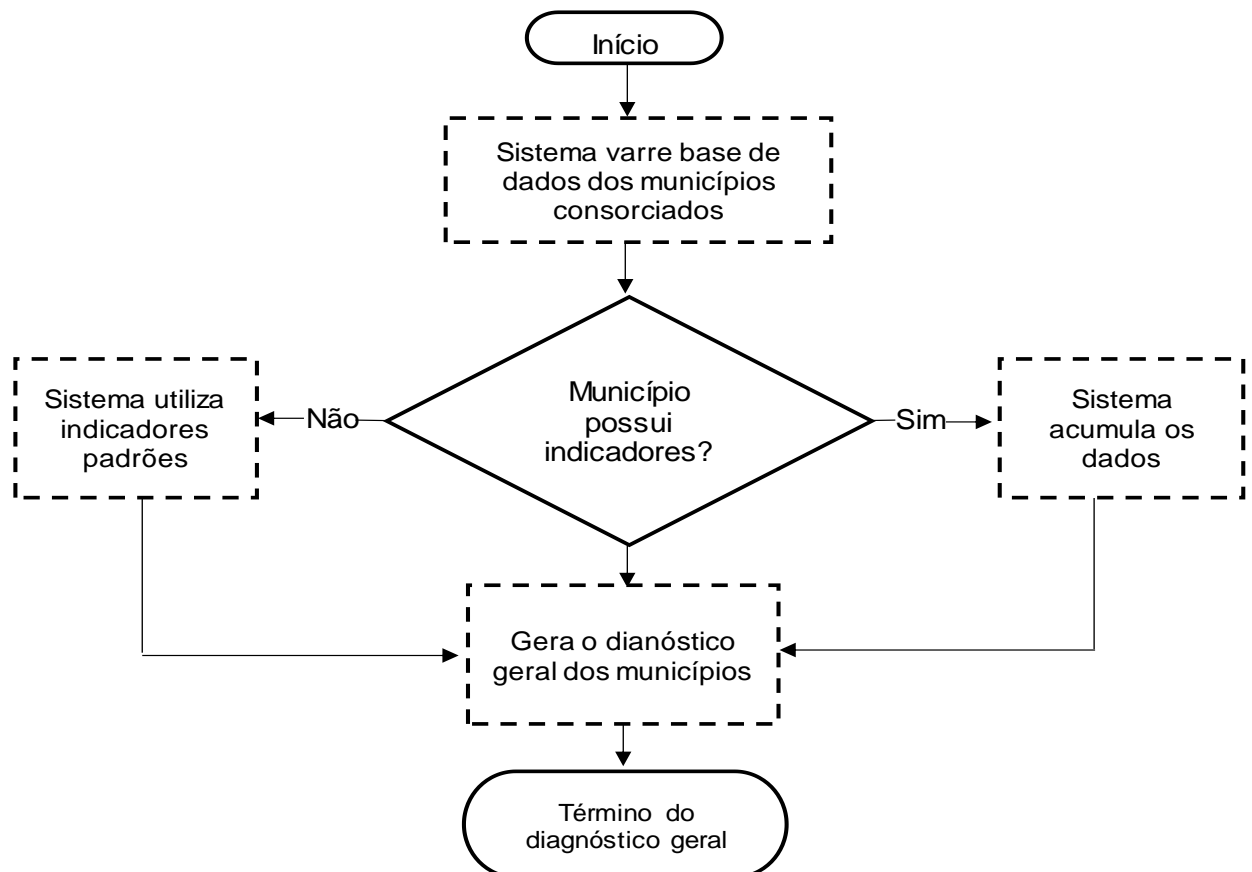 Início
Sistema varre base de
dados dos municípios
consorciados
Município
possui
indicadores?
Não
Sim
Sistema utiliza
indicadores
padrões
Sistema
acumula os
dados
Gera o dianóstico
geral dos municípios
Término do
diagnóstico geral